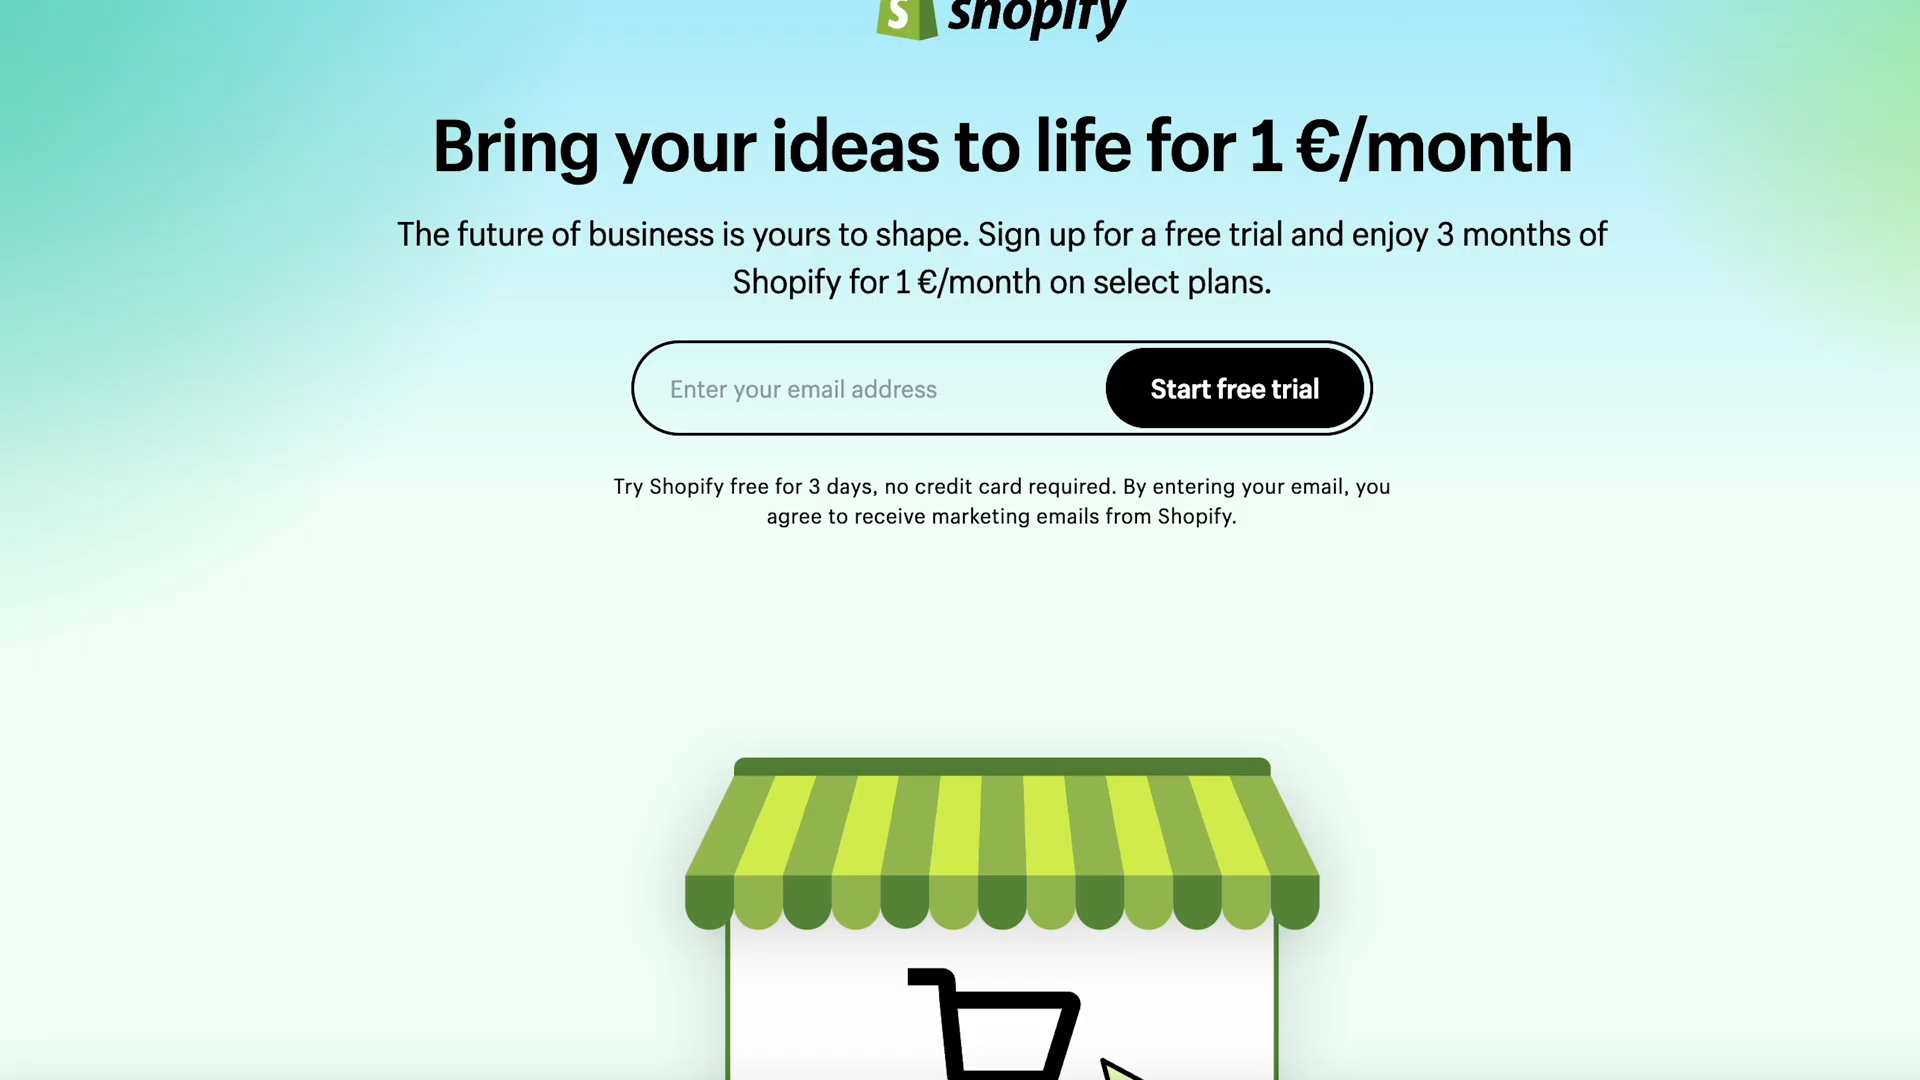 S shopify
Bring your ideas to life for 1 €/month
The future of business is yours to shape. Sign up for a free trial and enjoy 3 months of
Shopify for 1 €/month on select plans.
Enter your email address Start free trial
Try Shopify free for 3 days, no credit card required. By entering your email, you
agree to receive marketing emails from Shopify.